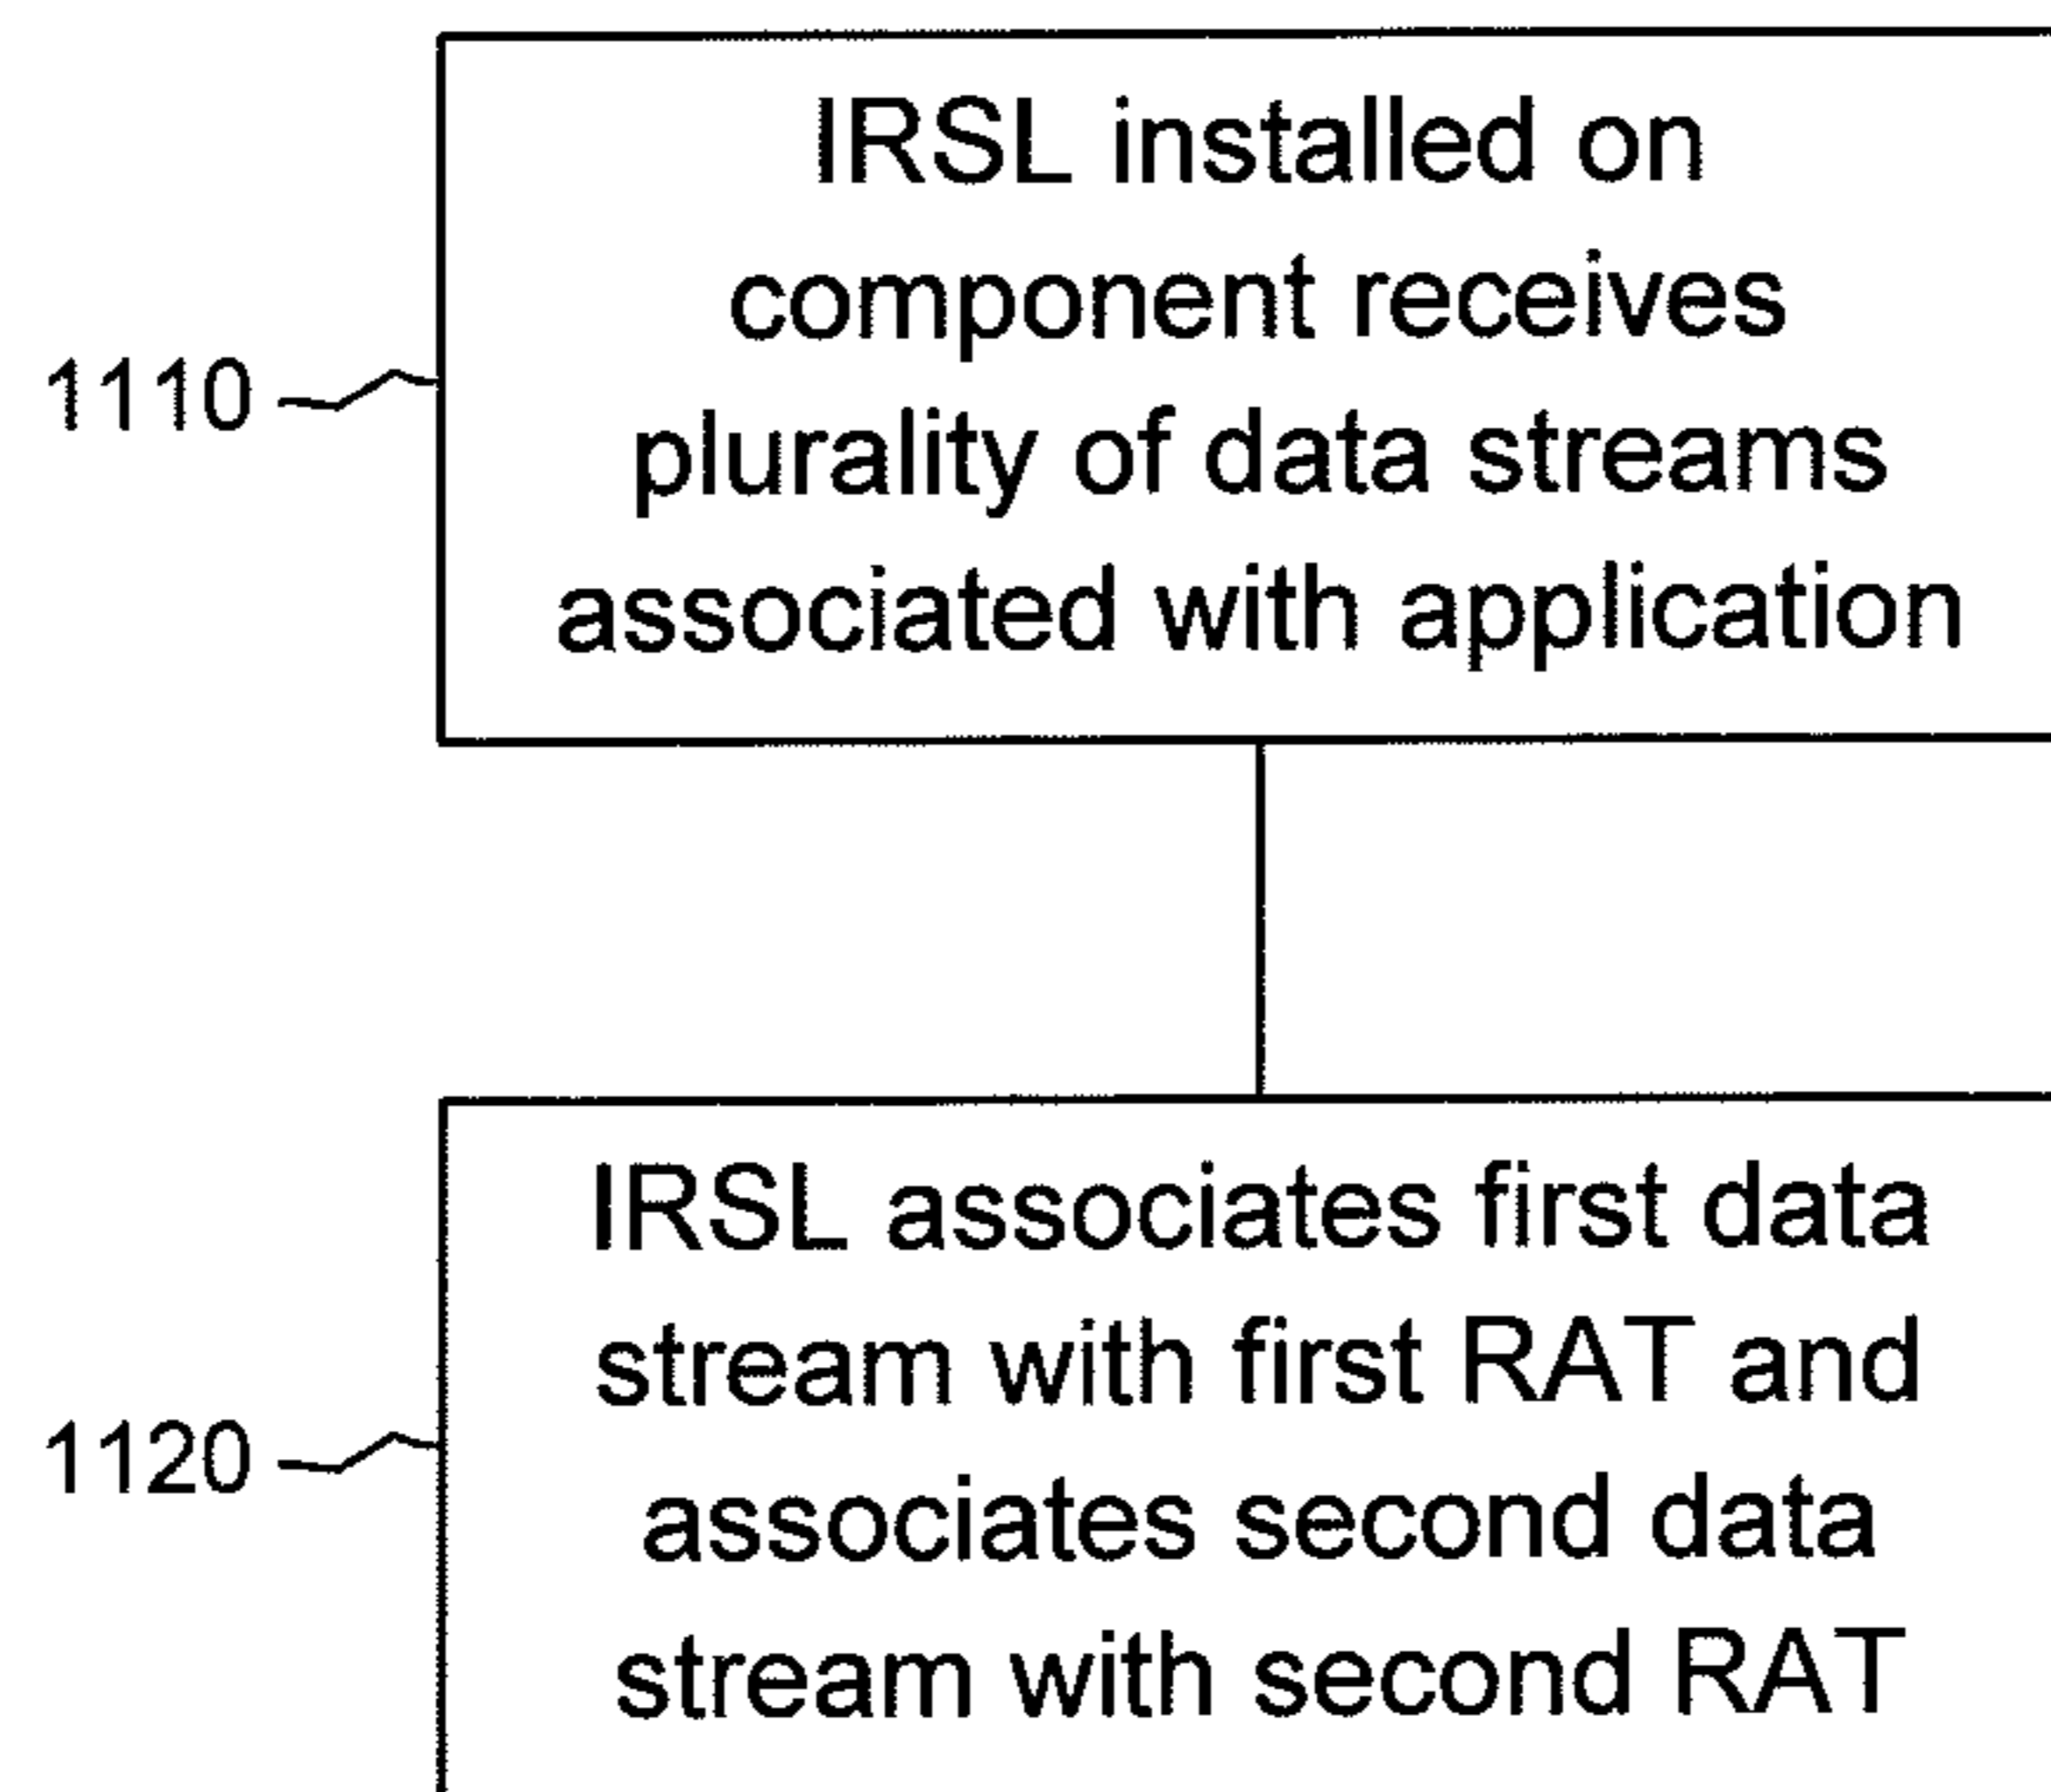 IRSL installed on
component receives
plurality of data streams
associated with application
1110
IRSL associates first data
stream with first RAT and
associates second data
stream with second RAT
1120